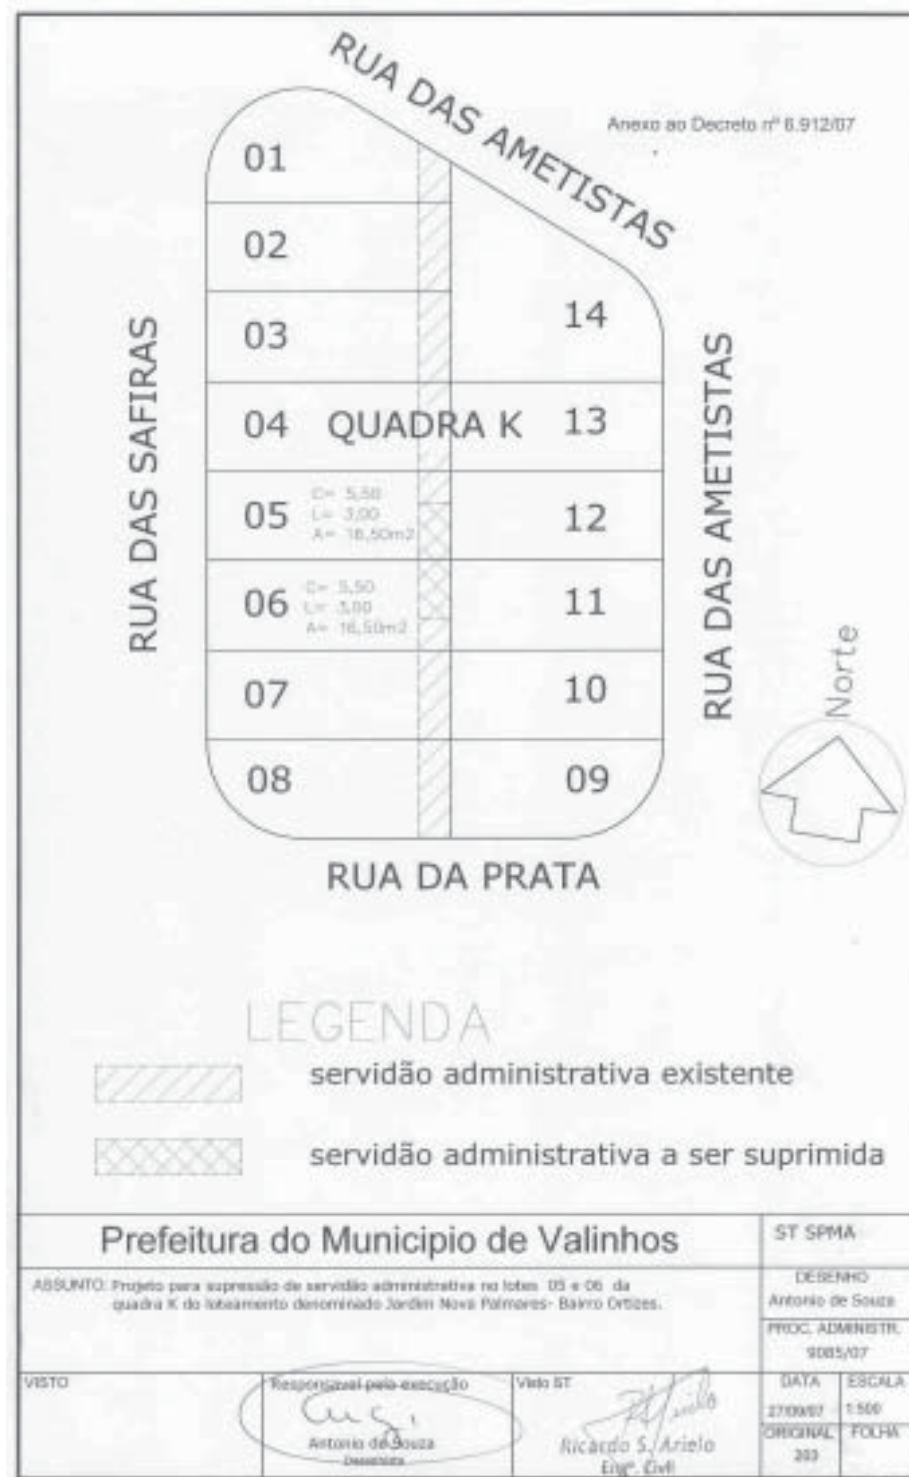 RUA DAS AMETISTAS
Anexo ao Decreto nº 6.912/07
01
02
03
14
RUA DAS SAFIRAS
RUA DAS AMETISTAS
04
QUADRA K
13
05
C= 5,50
L= 3,00
A= 16,50m2
12
06
C= 5,50
L= 3,00
A= 16,50m2
11
07
10
08
09
Norte
RUA DA PRATA
LEGENDA
servidão administrativa existente
servidão administrativa a ser suprimida
Prefeitura do Municipio de Valinhos
ST SPMA
ASSUNTO: Projeto para supressão de servidão administrativa no lotes 05 e 06 da
quadra K do loteamento denominado Jardim Nova Palmares- Bairro Ortizes.
DESENHO
Antonio de Souza
PROC. ADMINISTR.
9085/07
VISTO
Responsavel pela execução
Antonio de Souza
Desenhista
Visto ST
Ricardo S. Arielo
Engº. Civil
DATA
27/09/07
ESCALA
1:500
ORIGINAL
203
FOLHA